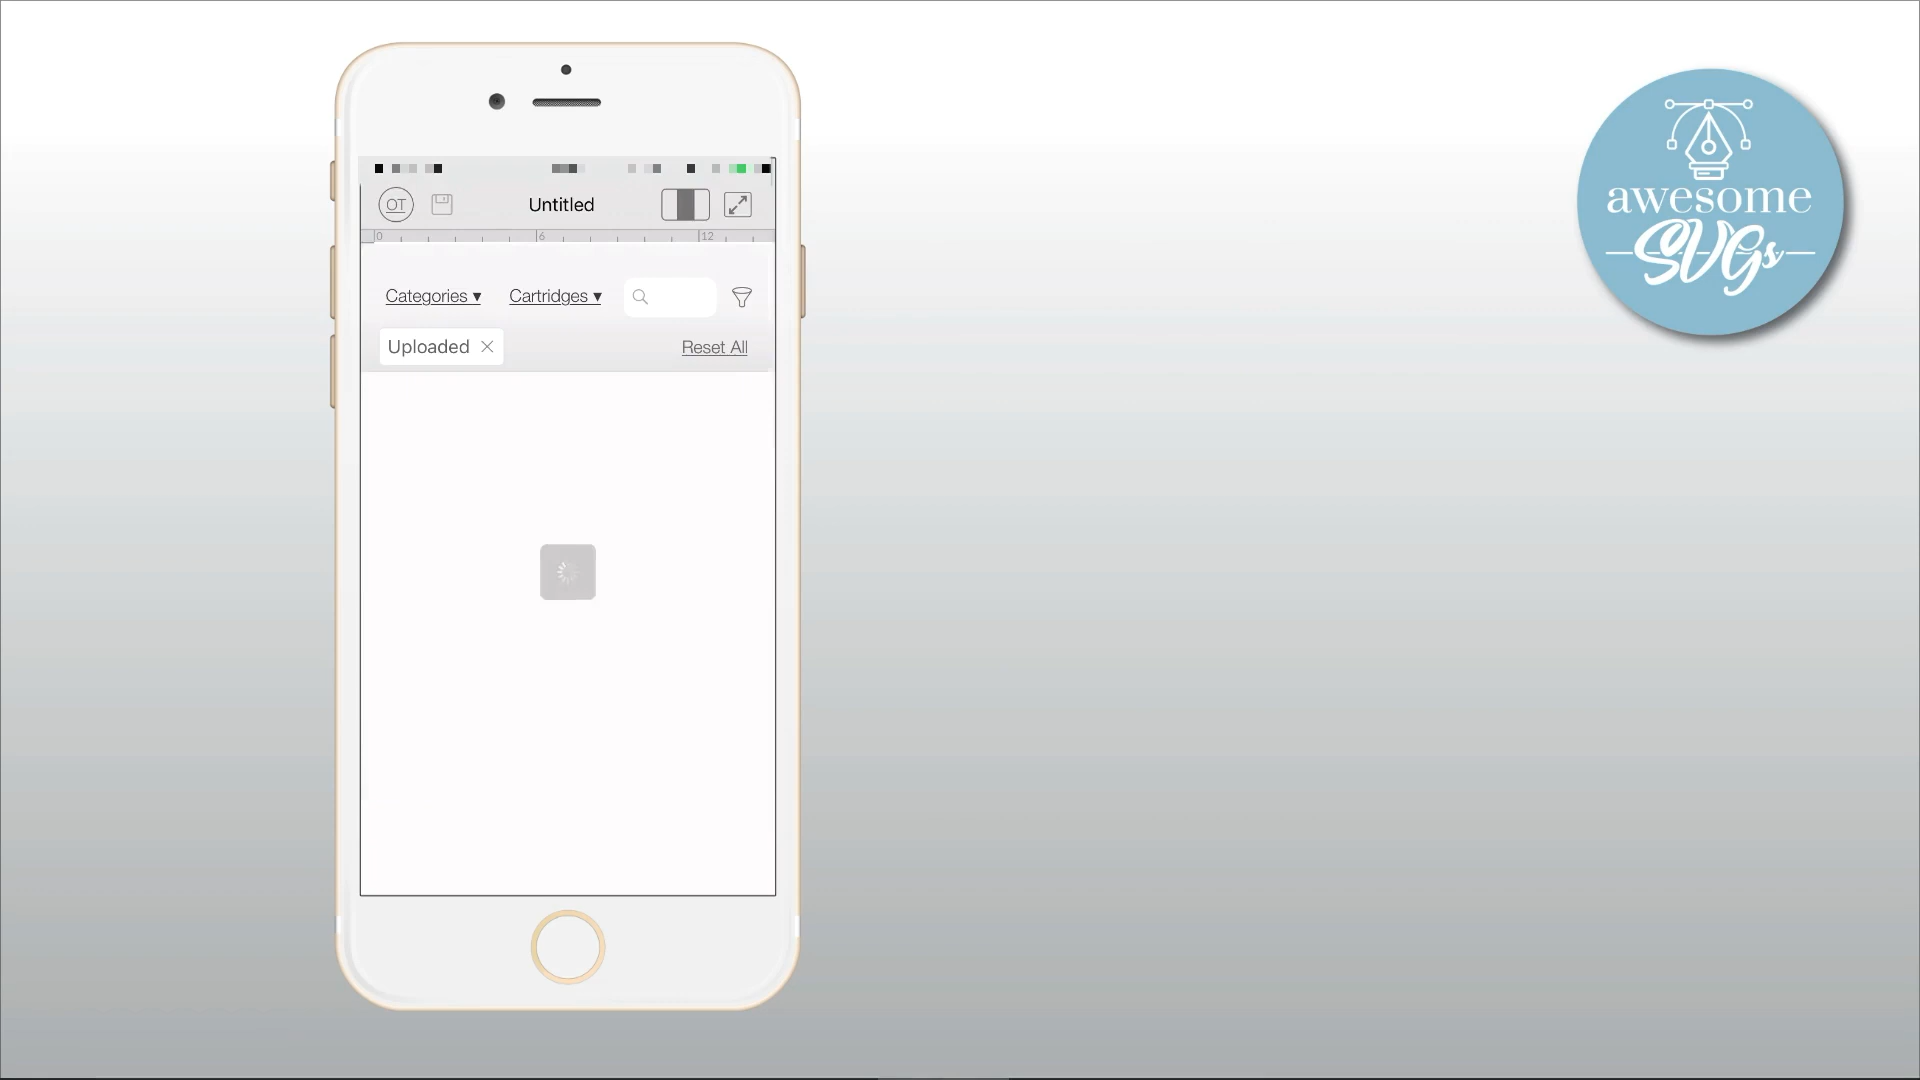 OT
Untitled
0 6 12
Categories ▾ Cartridges ▾
Uploaded ×
Reset All
awesome
SVGs